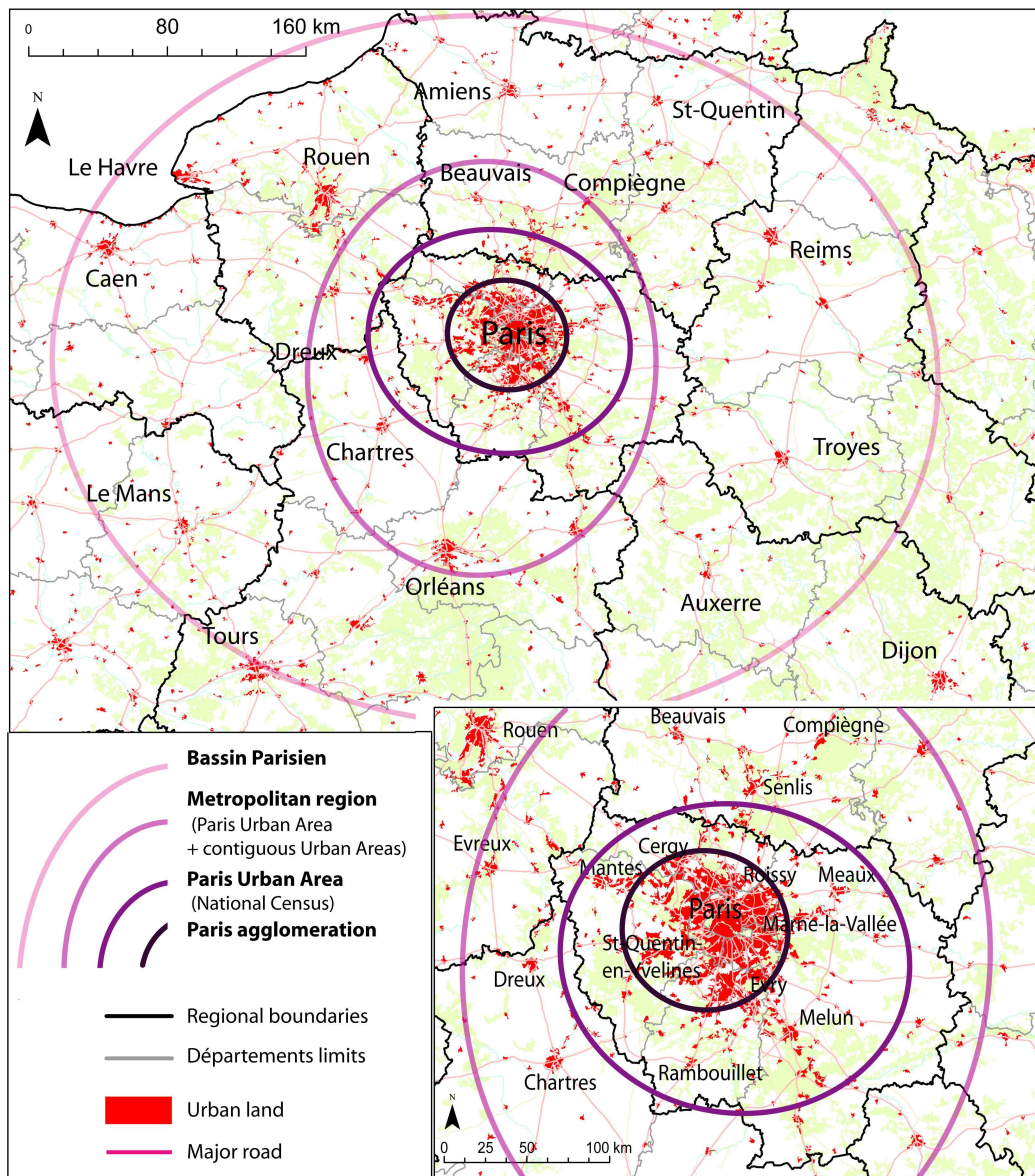 0 80 160 km
N
Amiens
St-Quentin
Le Havre
Rouen
Beauvais
Compiègne
Caen
Reims
Paris
Dreux
Chartres
Troyes
Le Mans
Orléans
Auxerre
Tours
Dijon
Bassin Parisien
Metropolitan region
(Paris Urban Area
+ contiguous Urban Areas)
Paris Urban Area
(National Census)
Paris agglomeration
Regional boundaries
Départements limits
Urban land
Major road
Rouen
Beauvais
Compiègne
Senlis
Evreux
Cergy
Mantes
Roissy
Meaux
Paris
Marne-la-Vallée
St-Quentin-
en-Yvelines
Dreux
Evry
Melun
Rambouillet
Chartres
N
0 25 50 100 km